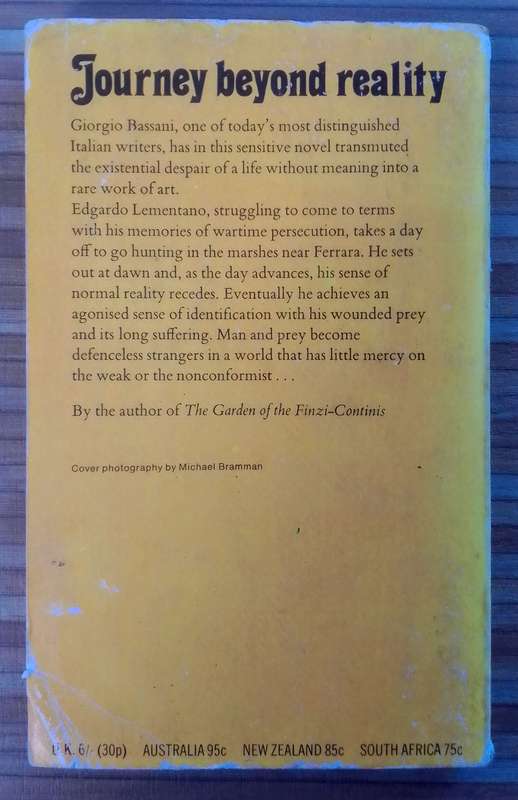 Journey beyond reality
Giorgio Bassani, one of today's most distinguished
Italian writers, has in this sensitive novel transmuted
the existential despair of a life without meaning into a
rare work of art.
Edgardo Lementano, struggling to come to terms
with his memories of wartime persecution, takes a day
off to go hunting in the marshes near Ferrara. He sets
out at dawn and, as the day advances, his sense of
normal reality recedes. Eventually he achieves an
agonised sense of identification with his wounded prey
and its long suffering. Man and prey become
defenceless strangers in a world that has little mercy on
the weak or the nonconformist . . .
By the author of The Garden of the Finzi-Continis
Cover photography by Michael Bramman
U.K. 6/- (30p) AUSTRALIA 95c NEW ZEALAND 85c SOUTH AFRICA 75c